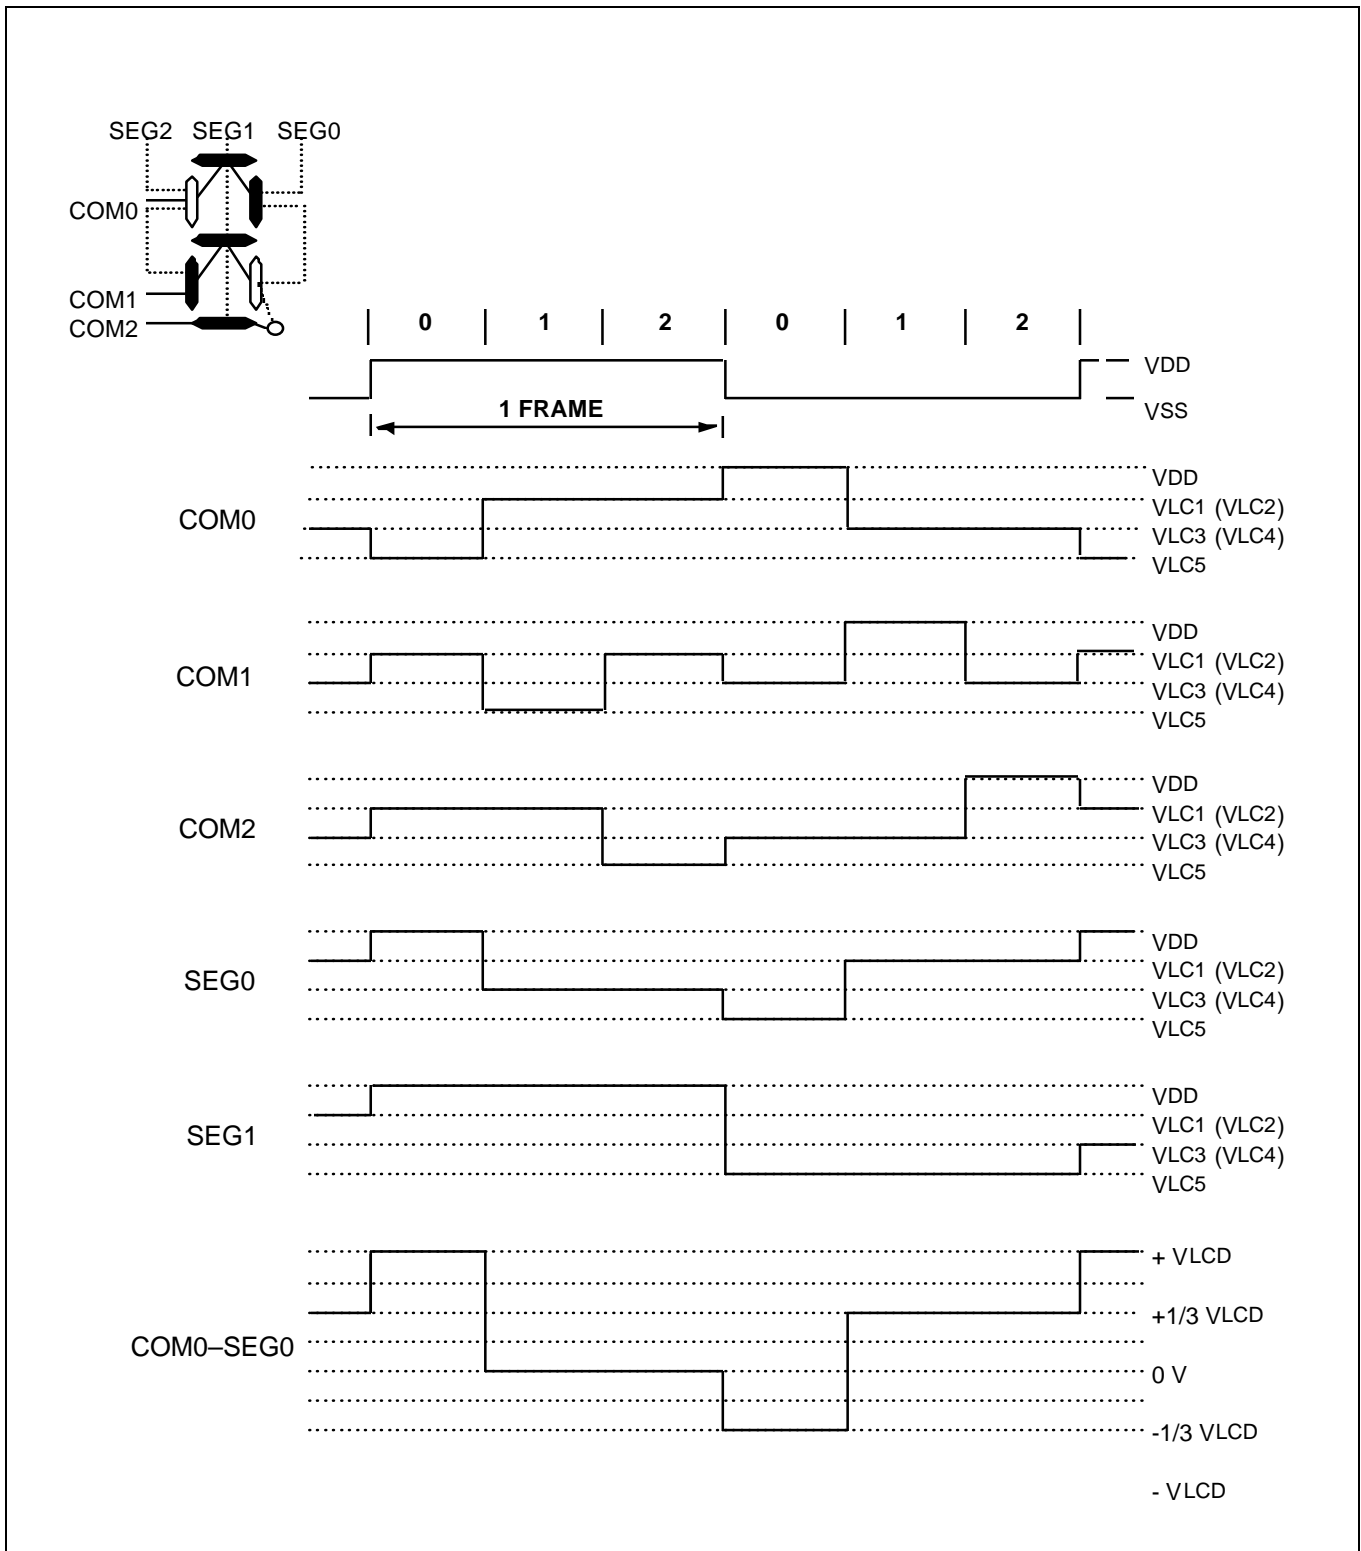 SEG2 SEG1 SEG0
COM0
COM1
COM2
0 1 2 0 1 2
VDD
VSS
1 FRAME
COM0
VDD
VLC1 (VLC2)
VLC3 (VLC4)
VLC5
COM1
VDD
VLC1 (VLC2)
VLC3 (VLC4)
VLC5
COM2
VDD
VLC1 (VLC2)
VLC3 (VLC4)
VLC5
SEG0
VDD
VLC1 (VLC2)
VLC3 (VLC4)
VLC5
SEG1
VDD
VLC1 (VLC2)
VLC3 (VLC4)
VLC5
COM0–SEG0
+ VLCD
+1/3 VLCD
0 V
-1/3 VLCD
- VLCD